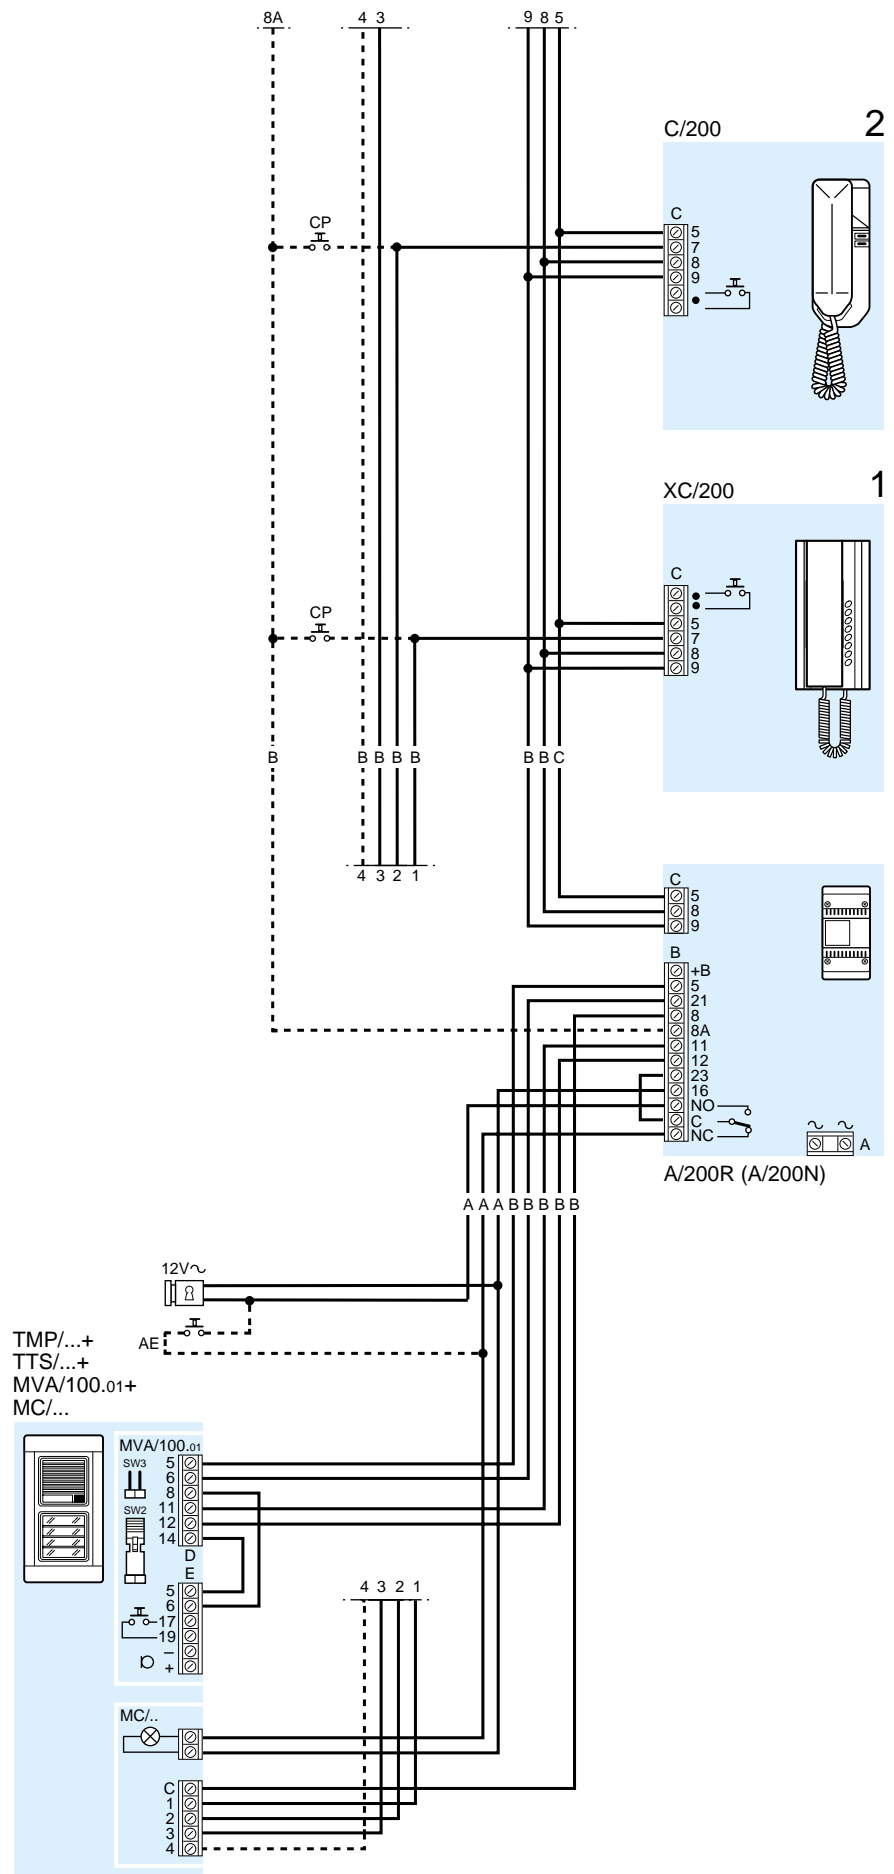 8A 4 3 9 8 5
C/200 2
C
5
7
8
9
CP
XC/200 1
C
5
7
8
9
CP
B B B B B B B C
4 3 2 1
C
5
8
9
B
+B
5
21
8
8A
11
12
23
16
NO
C
NC
A
A/200R (A/200N)
A A A B B B B B
12V~
AE
TMP/...+
TTS/...+
MVA/100.01+
MC/...
MVA/100.01
SW3
SW2
5
6
8
11
12
14
D
E
5
6
17
19
–
+
4 3 2 1
MC/..
C
1
2
3
4